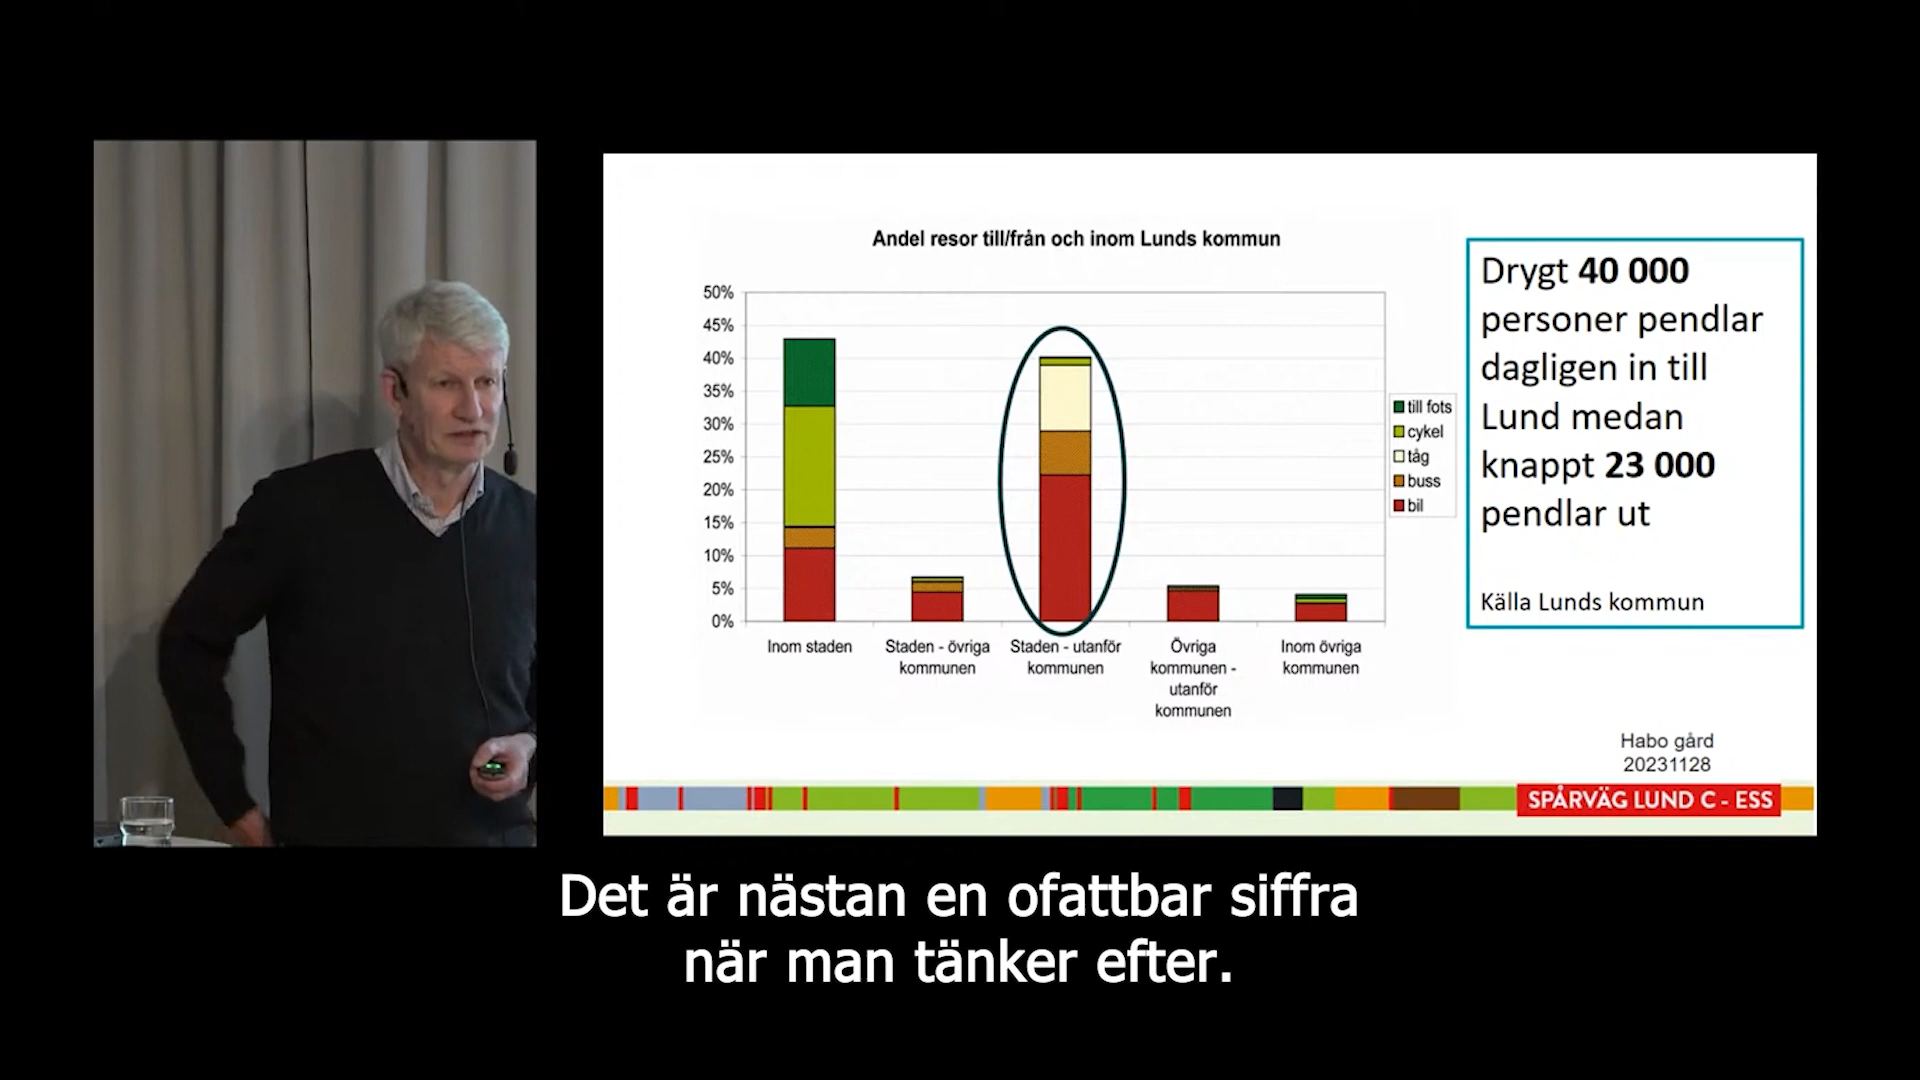 Andel resor till/från och inom Lunds kommun
50%
45%
40%
35%
30%
25%
20%
15%
10%
5%
0%
Inom staden
Staden - övriga
kommunen
Staden - utanför
kommunen
Övriga
kommunen -
utanför
kommunen
Inom övriga
kommunen
till fots
cykel
tåg
buss
bil
Drygt 40 000
personer pendlar
dagligen in till
Lund medan
knappt 23 000
pendlar ut
Källa Lunds kommun
Habo gård
20231128
SPÅRVÄG LUND C - ESS
Det är nästan en ofattbar siffra
när man tänker efter.